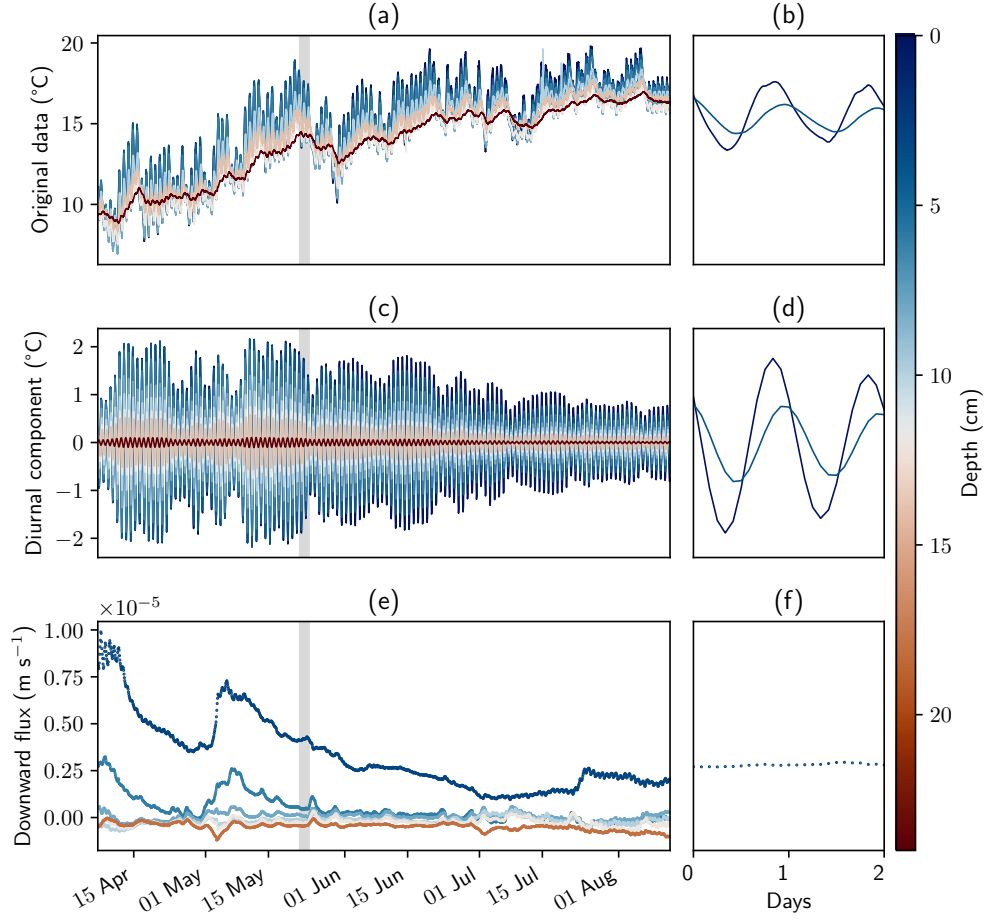 (a)
(b)
Original data (°C)
20
15
10
0
5
10
15
20
Depth (cm)
(c)
(d)
Diurnal component (°C)
2
1
0
−1
−2
(e)
(f)
×10⁻⁵
Downward flux (m s⁻¹)
1.00
0.75
0.50
0.25
0.00
15 Apr
01 May
15 May
01 Jun
15 Jun
01 Jul
15 Jul
01 Aug
0
1
2
Days